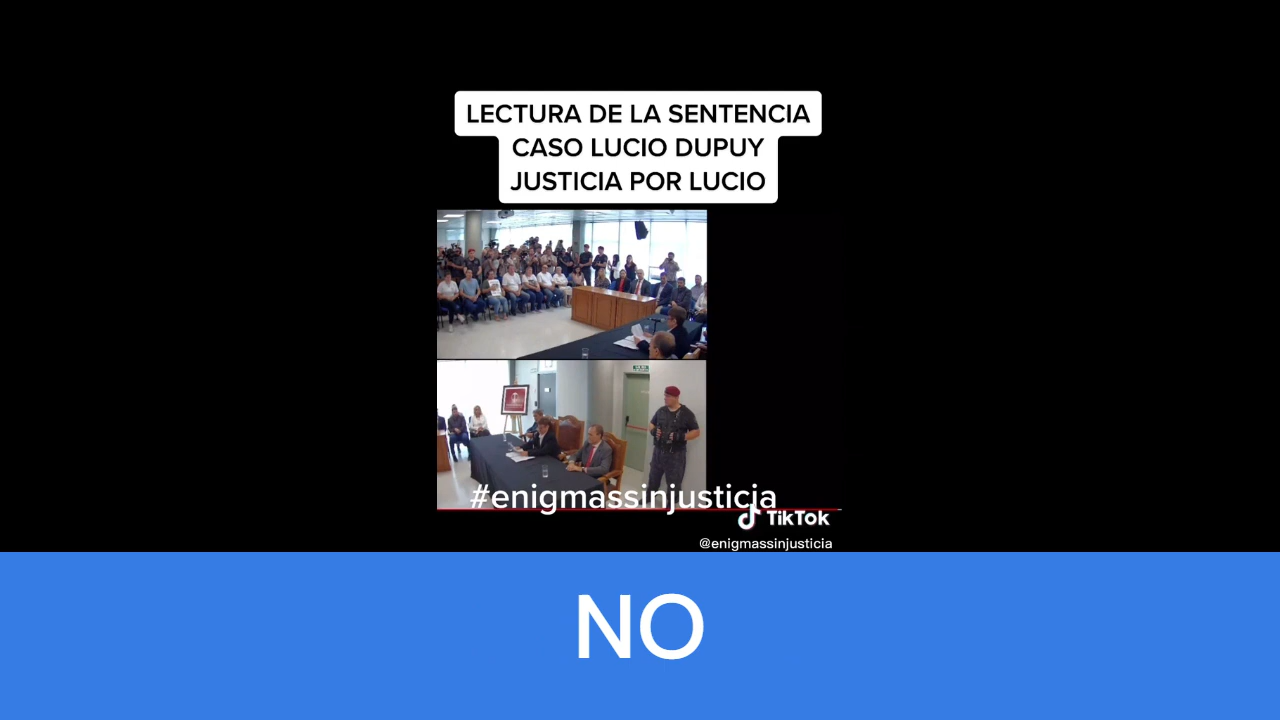 LECTURA DE LA SENTENCIA
CASO LUCIO DUPUY
JUSTICIA POR LUCIO
#enigmassinjusticia
TikTok
@enigmassinjusticia
NO